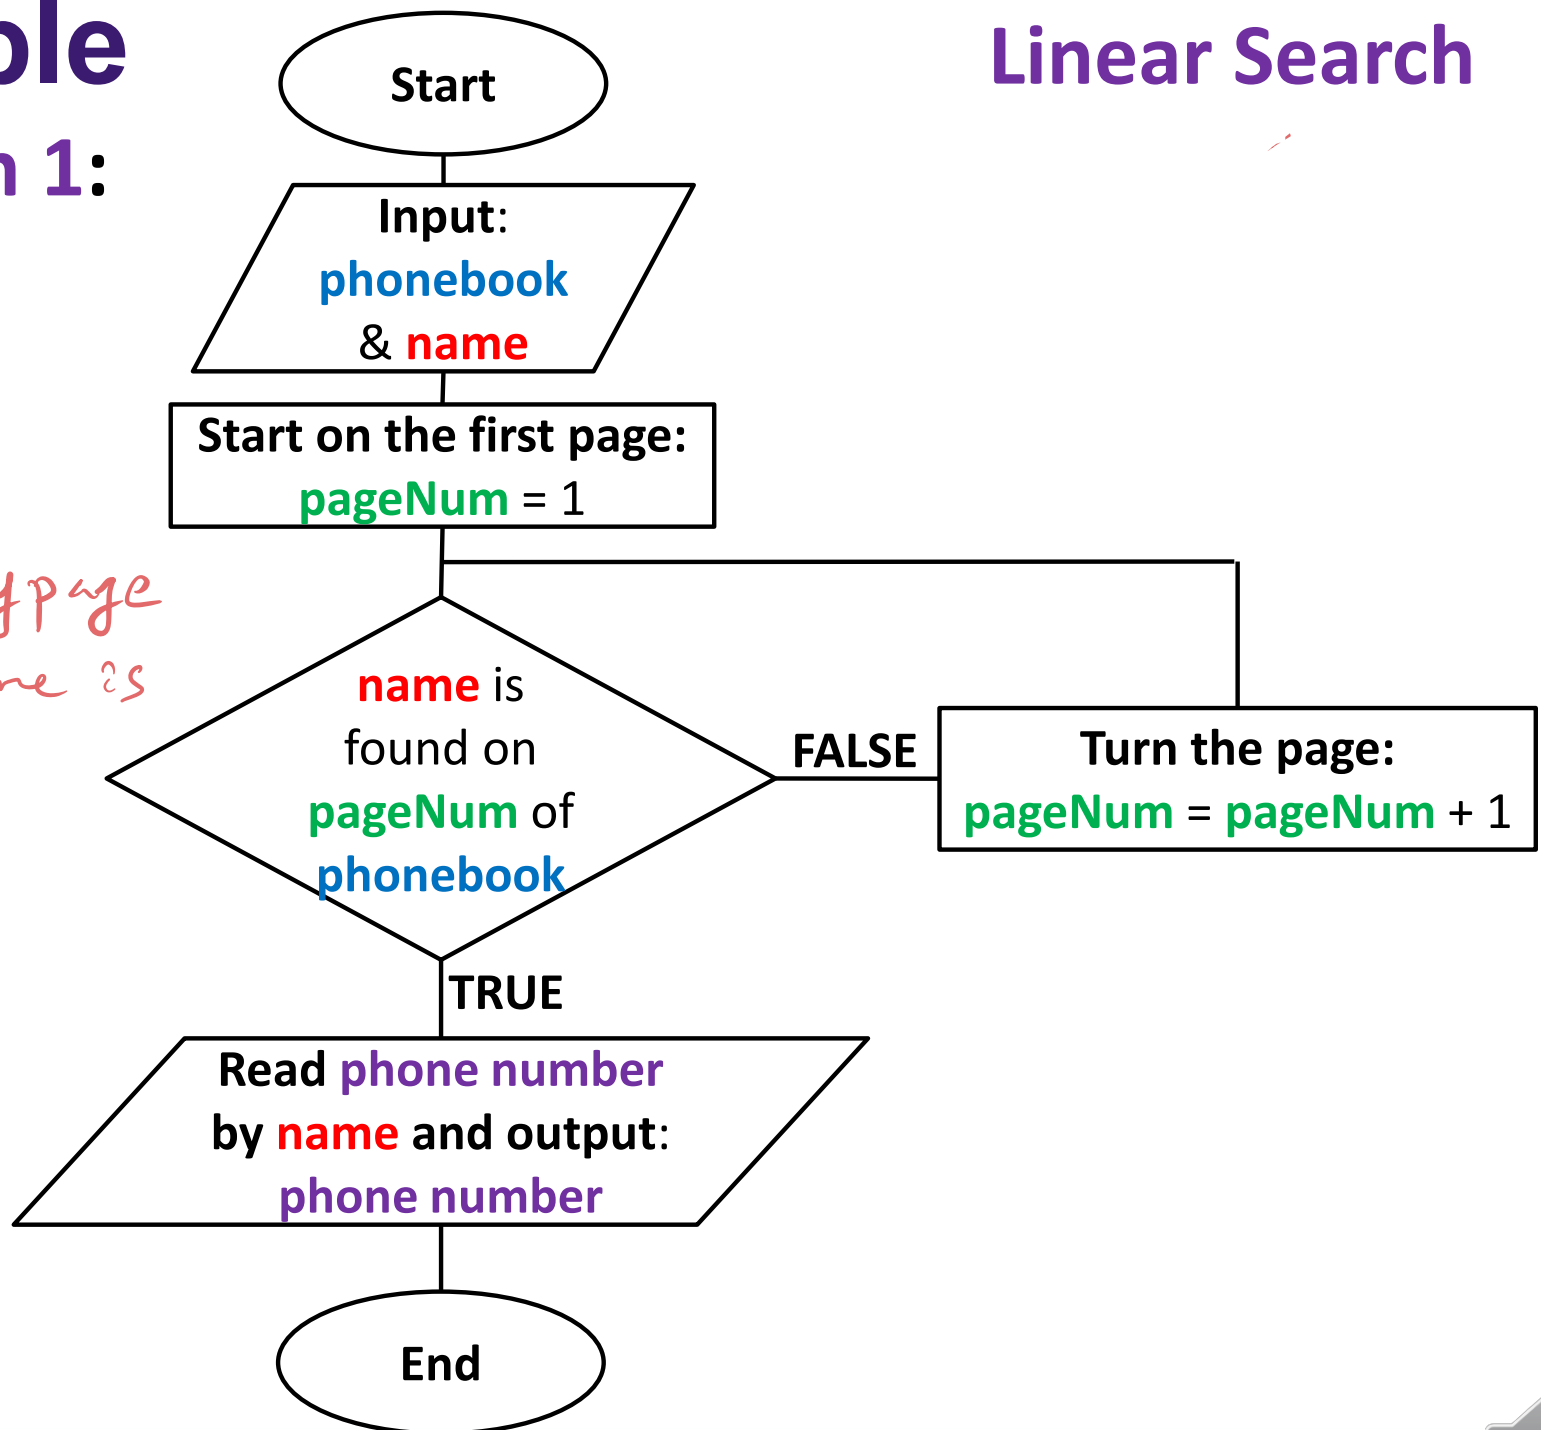 Linear Search
1:
Start
Input:
phonebook
& name
Start on the first page:
pageNum = 1
page
is
name is
found on
pageNum of
phonebook
FALSE
Turn the page:
pageNum = pageNum + 1
TRUE
Read phone number
by name and output:
phone number
End